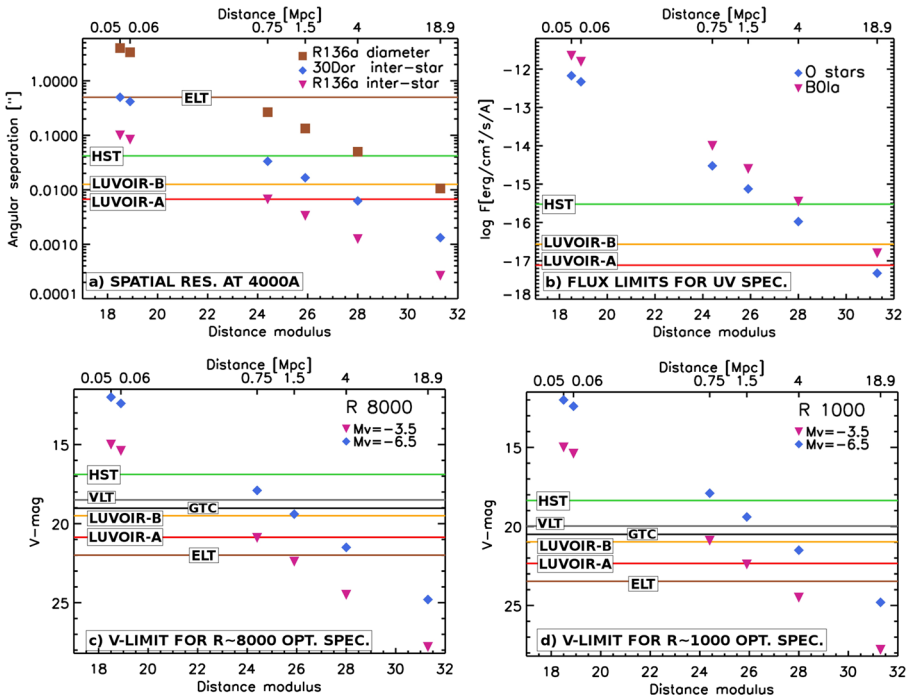 Distance [Mpc]
0.05 0.06 0.75 1.5 4 18.9
R136a diameter
30Dor inter-star
R136a inter-star
1.0000
0.1000
0.0100
0.0010
0.0001
Angular separation ["]
ELT
HST
LUVOIR-B
LUVOIR-A
a) SPATIAL RES. AT 4000A
18 20 22 24 26 28 30 32
Distance modulus
Distance [Mpc]
0.05 0.06 0.75 1.5 4 18.9
O stars
B0Ia
-12
-13
-14
-15
-16
-17
-18
log F[erg/cm²/s/A]
HST
LUVOIR-B
LUVOIR-A
b) FLUX LIMITS FOR UV SPEC.
18 20 22 24 26 28 30 32
Distance modulus
Distance [Mpc]
0.05 0.06 0.75 1.5 4 18.9
R 8000
Mv=-3.5
Mv=-6.5
15
20
25
V-mag
HST
VLT
GTC
LUVOIR-B
LUVOIR-A
ELT
c) V-LIMIT FOR R~8000 OPT. SPEC.
18 20 22 24 26 28 30 32
Distance modulus
Distance [Mpc]
0.05 0.06 0.75 1.5 4 18.9
R 1000
Mv=-3.5
Mv=-6.5
15
20
25
V-mag
HST
VLT
GTC
LUVOIR-B
LUVOIR-A
ELT
d) V-LIMIT FOR R~1000 OPT. SPEC.
18 20 22 24 26 28 30 32
Distance modulus